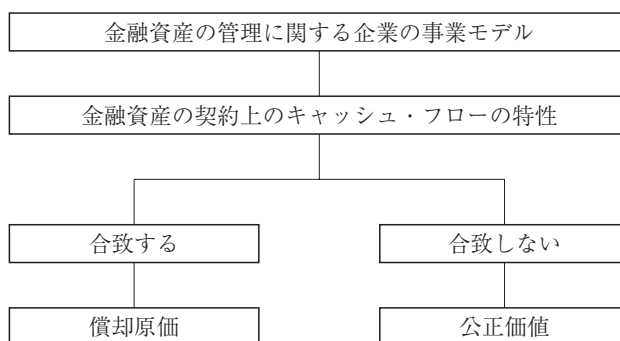 金融資産の管理に関する企業の事業モデル
金融資産の契約上のキャッシュ・フローの特性
合致する
合致しない
償却原価
公正価値